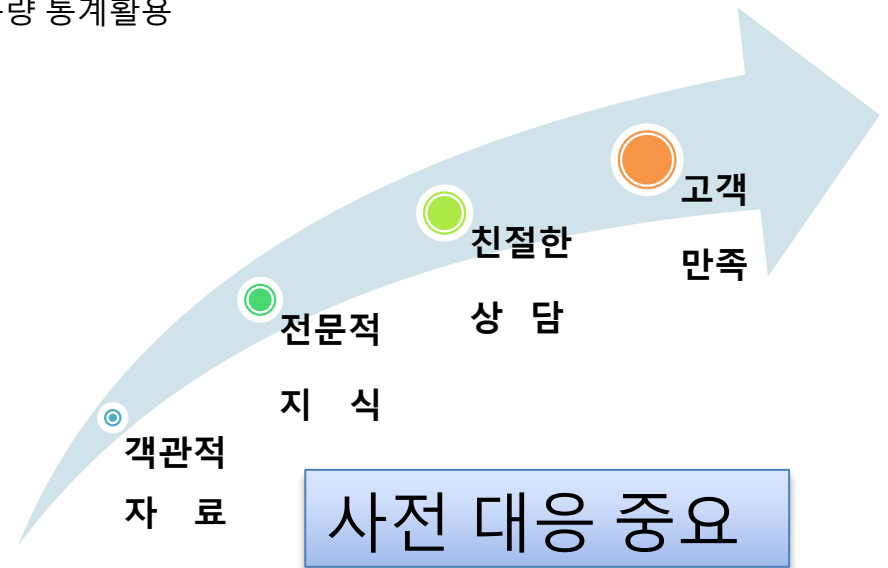 량 통계활용
고객
만족
친절한
상 담
전문적
지 식
객관적
자 료
사전 대응 중요